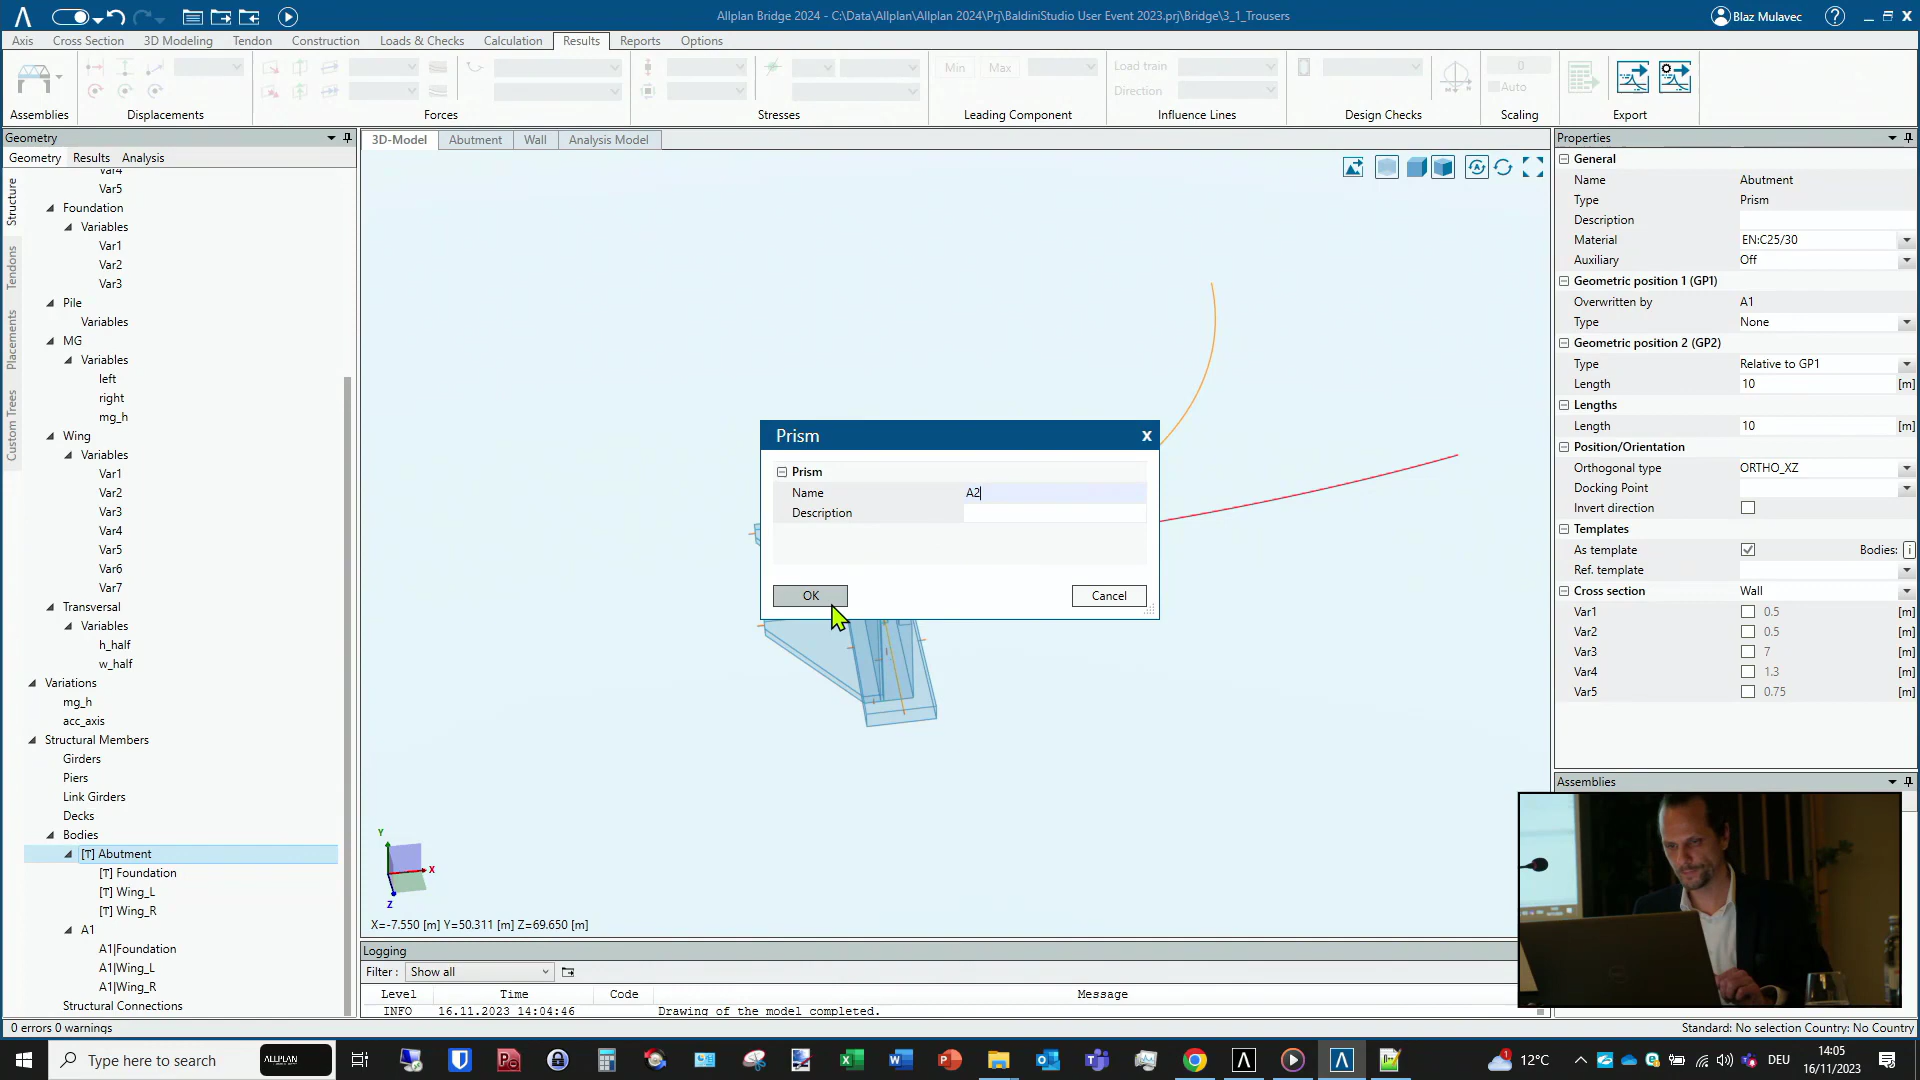 Allplan Bridge 2024 - C:\Data\Allplan\Allplan 2024\Prj\BaldiniStudio User Event 2023.prj\Bridge\3_1_Trousers
Blaz Mulavec
Axis Cross Section 3D Modeling Tendon Construction Loads & Checks Calculation Results Reports Options
Min Max Load train 0
Direction Auto
Assemblies Displacements Forces Stresses Leading Component Influence Lines Design Checks Scaling Export
Geometry
Geometry Results Analysis
Structure
Tendons
Placements
Custom Trees
Var4
Var5
Foundation
Variables
Var1
Var2
Var3
Pile
Variables
MG
Variables
left
right
mg_h
Wing
Variables
Var1
Var2
Var3
Var4
Var5
Var6
Var7
Transversal
Variables
h_half
w_half
Variations
mg_h
acc_axis
Structural Members
Girders
Piers
Link Girders
Decks
Bodies
[T] Abutment
[T] Foundation
[T] Wing_L
[T] Wing_R
A1
A1|Foundation
A1|Wing_L
A1|Wing_R
Structural Connections
3D-Model Abutment Wall Analysis Model
Prism X
Prism
Name A2
Description
OK Cancel
Y
X
Z
X=-7.550 [m] Y=50.311 [m] Z=69.650 [m]
Logging
Filter : Show all
Level Time Code Message
INFO 16.11.2023 14:04:46 Drawing of the model completed.
Properties
General
Name Abutment
Type Prism
Description
Material EN:C25/30
Auxiliary Off
Geometric position 1 (GP1)
Overwritten by A1
Type None
Geometric position 2 (GP2)
Type Relative to GP1
Length 10 [m]
Lengths
Length 10 [m]
Position/Orientation
Orthogonal type ORTHO_XZ
Docking Point
Invert direction
Templates
As template Bodies: i
Ref. template
Cross section Wall
Var1 0.5 [m]
Var2 0.5 [m]
Var3 7 [m]
Var4 1.3 [m]
Var5 0.75 [m]
Assemblies
0 errors 0 warnings
Standard: No selection Country: No Country
Type here to search
ALLPLAN
12°C
DEU
14:05
16/11/2023